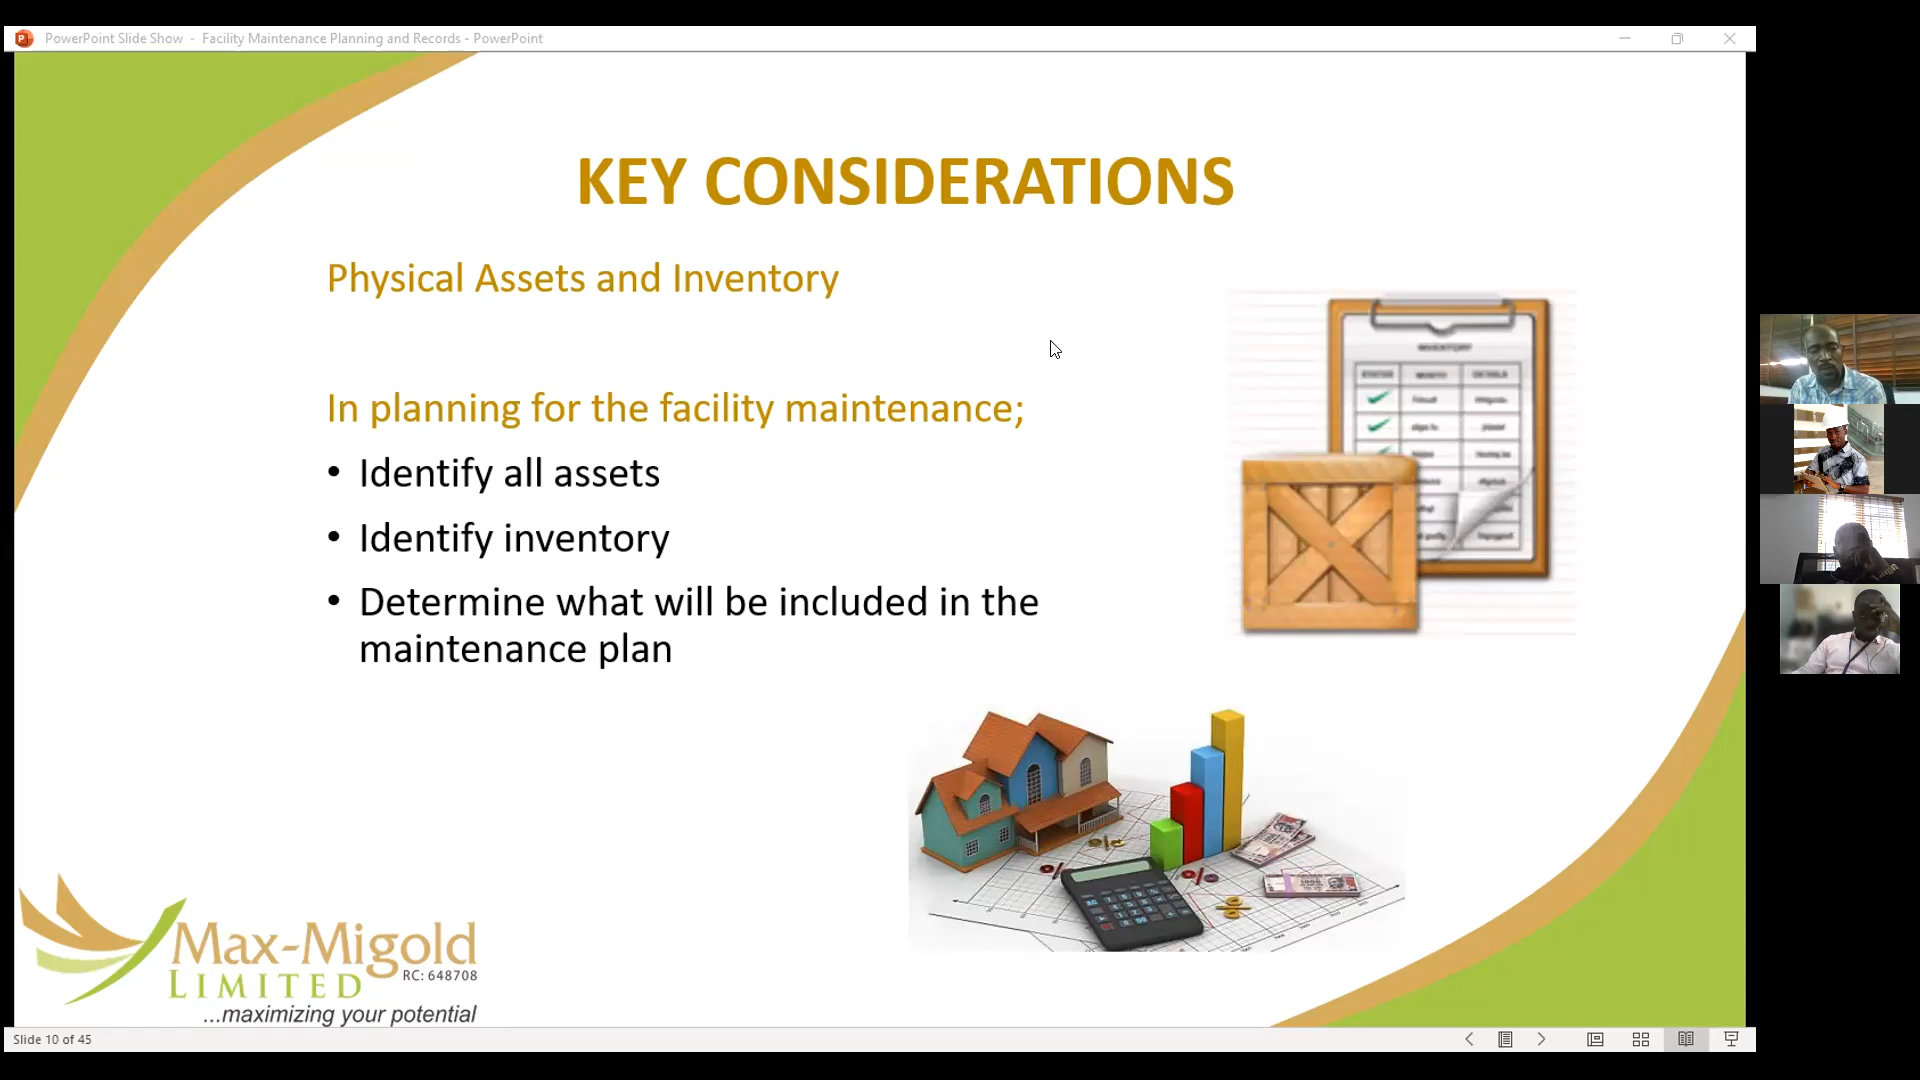 PowerPoint Slide Show - Facility Maintenance Planning and Records - PowerPoint
KEY CONSIDERATIONS
Physical Assets and Inventory
In planning for the facility maintenance;
• Identify all assets
• Identify inventory
• Determine what will be included in the
maintenance plan
INVENTORY
Max-Migold
LIMITED RC: 648708
...maximizing your potential
Slide 10 of 45